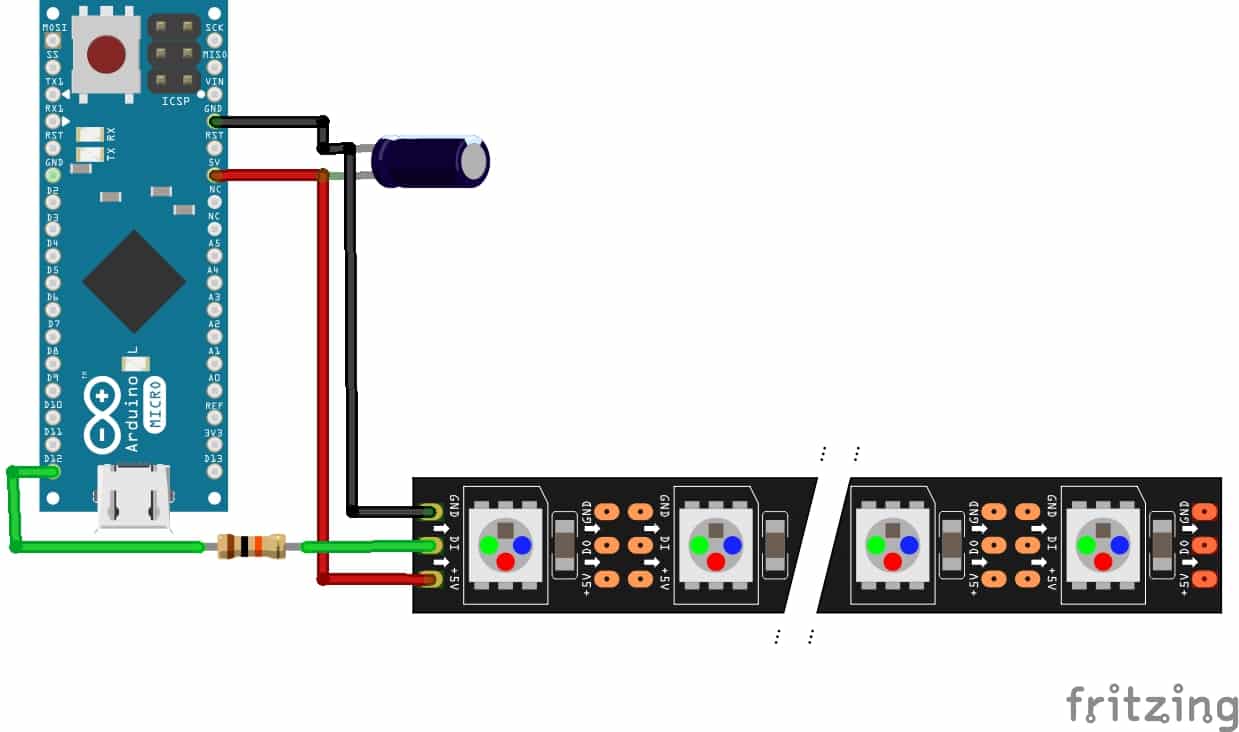 MOSI
SS
TX1
RX1
RST
GND
D2
D3
D4
D5
D6
D7
D8
D9
D10
D11
D12
SCK
MISO
VIN
GND
RST
5V
NC
NC
A5
A4
A3
A2
A1
A0
REF
3V3
D13
ICSP
RX
TX
L
TM
Arduino
MICRO
GND
DI
+5V
GND
DO
+5V
GND
DI
+5V
GND
DO
+5V
GND
DI
+5V
GND
DO
+5V
fritzing